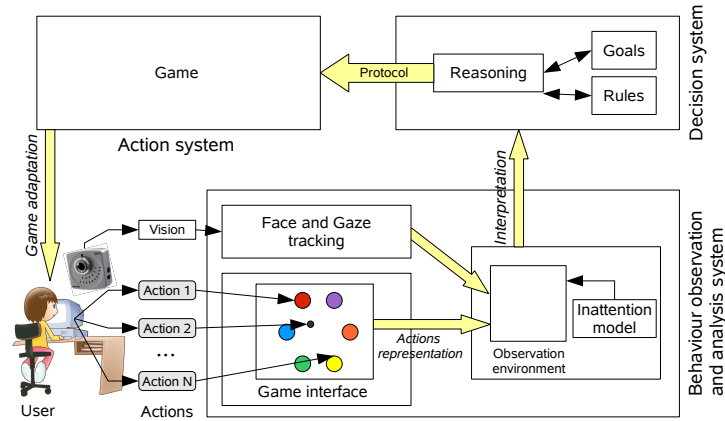 Game
Action system
Protocol
Reasoning
Goals
Rules
Decision system
Game adaptation
Interpretation
Vision
Face and Gaze
tracking
Action 1
Action 2
...
Action N
User
Actions
Game interface
Actions
representation
Observation
environment
Inattention
model
Behaviour observation
and analysis system